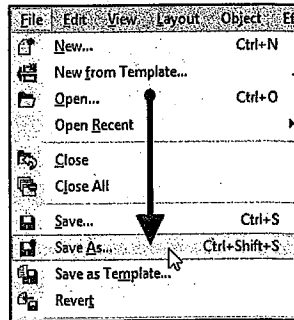 File Edit View Layout Object Ef
New... Ctrl+N
New from Template...
Open... Ctrl+O
Open Recent
Close
Close All
Save... Ctrl+S
Save As... Ctrl+Shift+S
Save as Template...
Revert